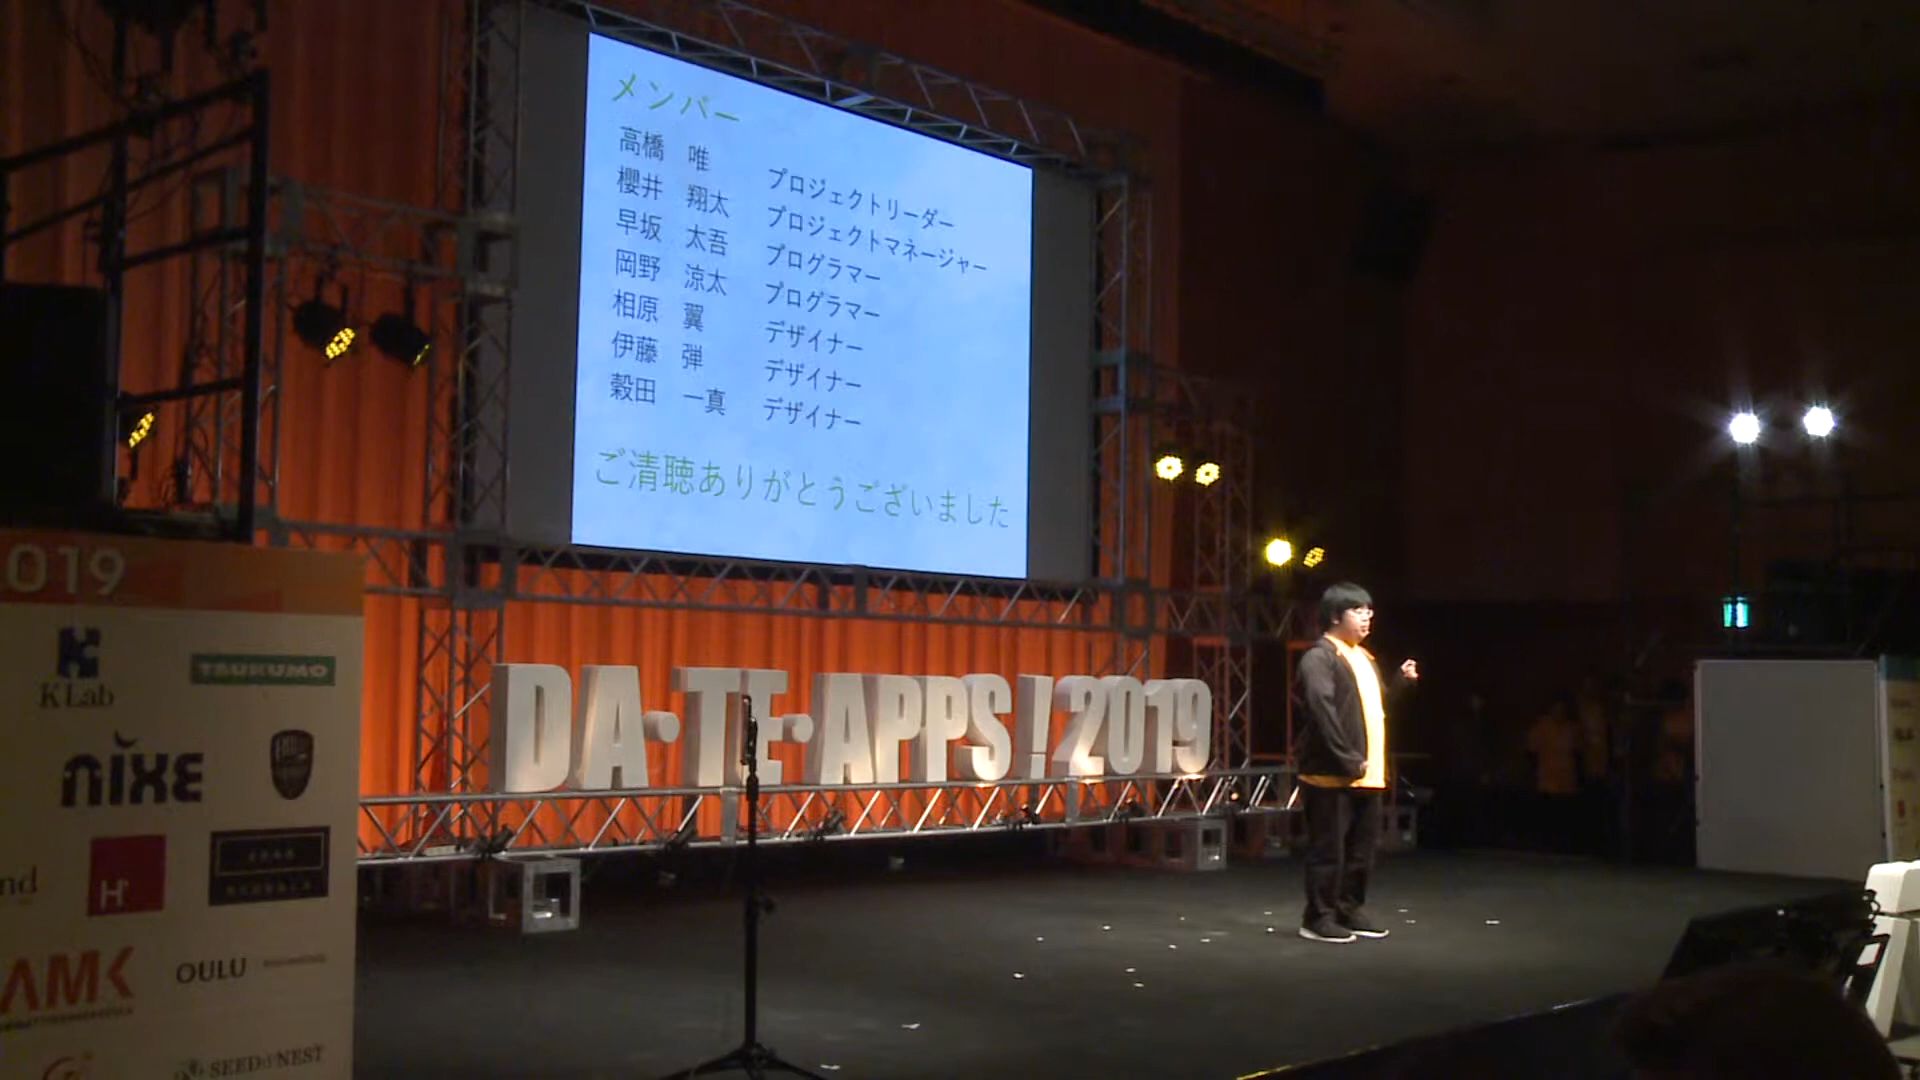 メンバー
高橋 唯 プロジェクトリーダー
櫻井 翔太 プロジェクトマネージャー
早坂 太吾 プログラマー
岡野 涼太 プログラマー
相原 翼 デザイナー
伊藤 弾 デザイナー
穀田 一真 デザイナー
ご清聴ありがとうございました
DA・TE・APPS!2019
019
KLab
TSUKUMO
nixe
H
nd
AMK
OULU
SEEDsNEST